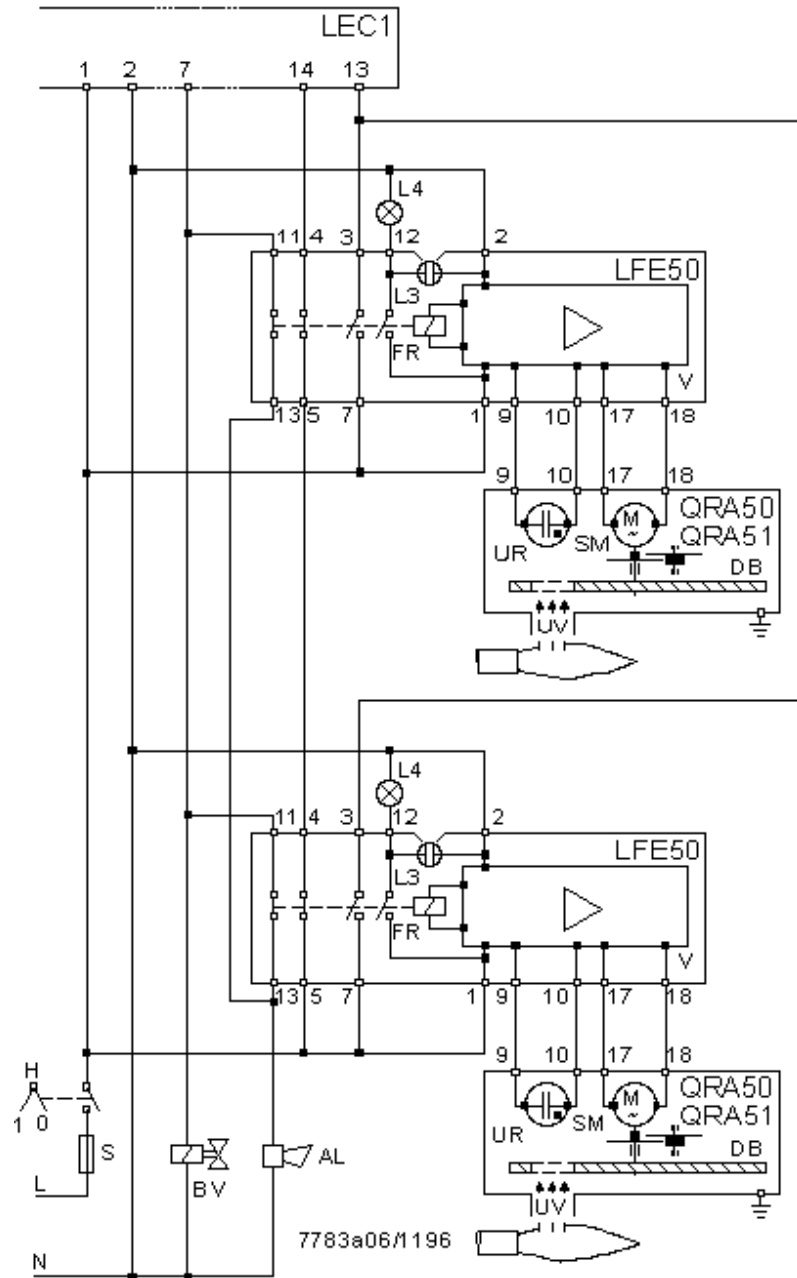 LEC1
1 2 7 14 13
L4
11 4 3 12 2
LFE50
L3
FR
V
13 5 7 1 9 10 17 18
9 10 17 18
QRA50
M
~
QRA51
UR SM
DB
UV
L4
11 4 3 12 2
LFE50
L3
FR
V
13 5 7 1 9 10 17 18
9 10 17 18
H
QRA50
M
~
QRA51
1 0
UR SM
DB
S
AL
L
BV
UV
7783a06/1196
N